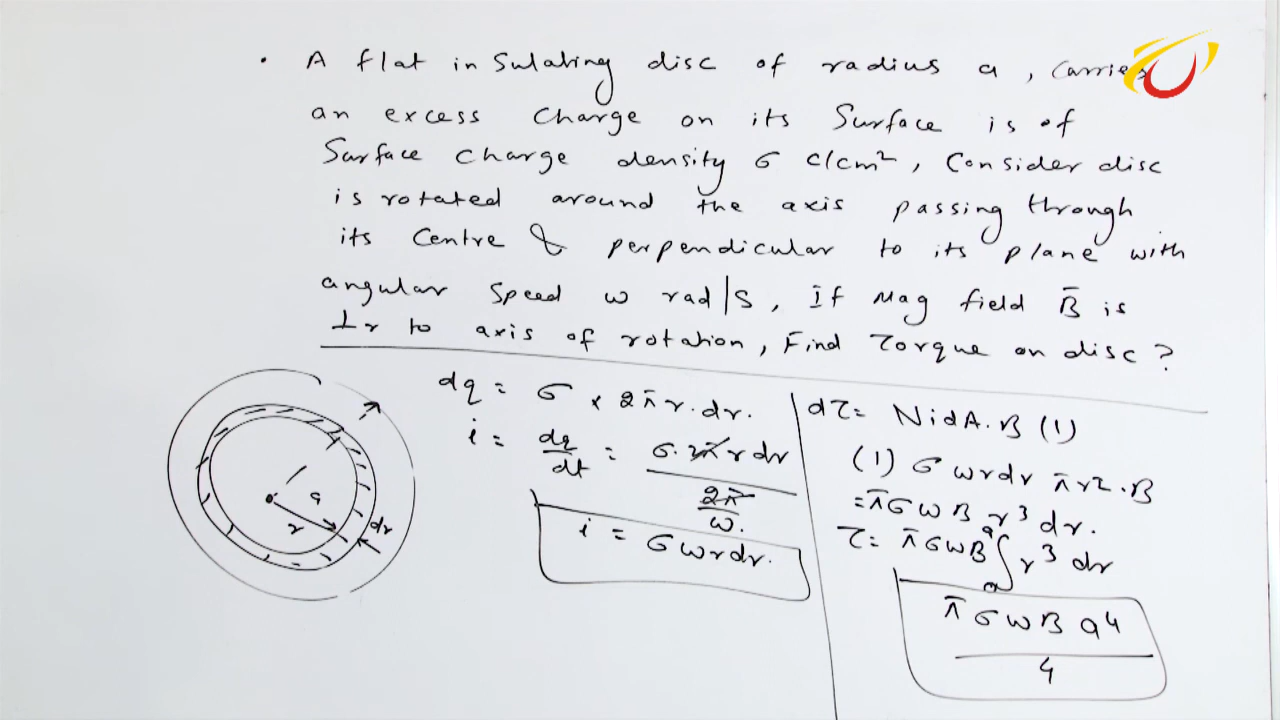 • A flat insulating disc of radius a, Carries
an excess charge on its Surface is of
Surface charge density σ c/cm², Consider disc
is rotated around the axis passing through
its Centre & perpendicular to its plane with
angular Speed ω rad/s, If Mag field B̄ is
⊥r to axis of rotation, Find Torque on disc?
dq = σ × 2π r. dr.
i = dq/dt = σ. 2π r dr / (2π/ω).
i = σ ω r dr.
a
r
dr
dτ = N i dA. B (1)
(1) σ ω r dr π r² · B
= π σ ω B r³ dr.
τ = π σ ω B ∫₀ᵃ r³ dr
π σ ω B a⁴ / 4